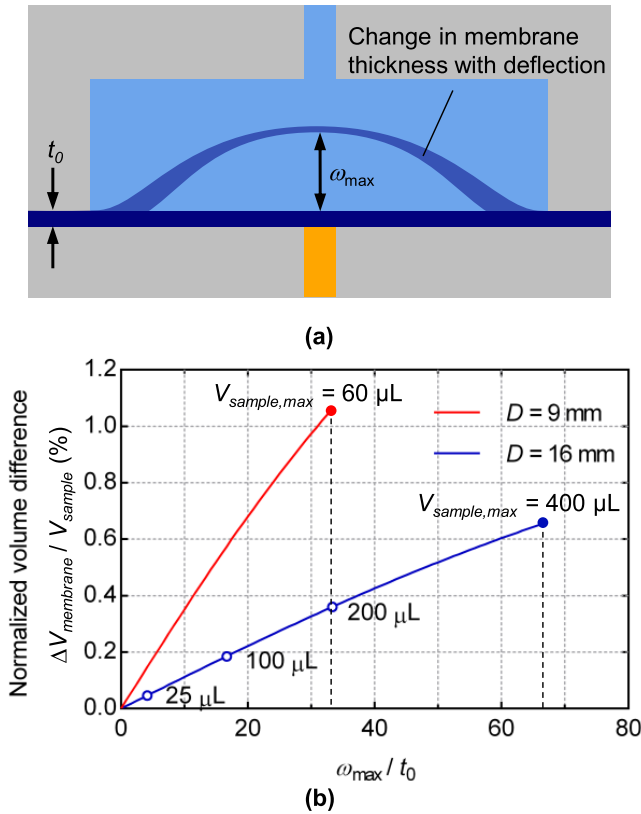 Change in membrane
thickness with deflection
t0
ωmax
(a)
Normalized volume difference
ΔVmembrane / Vsample (%)
1.2
1.0
0.8
0.6
0.4
0.2
0.0
Vsample,max = 60 µL
D = 9 mm
D = 16 mm
Vsample,max = 400 µL
200 µL
100 µL
25 µL
0 20 40 60 80
ωmax / t0
(b)